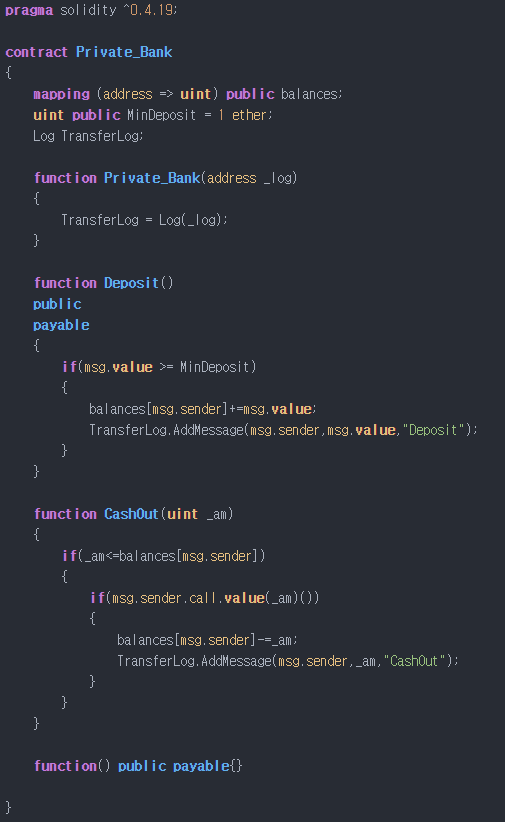 pragma solidity ^0.4.19;
contract Private_Bank
{
    mapping (address => uint) public balances;
    uint public MinDeposit = 1 ether;
    Log TransferLog;
    function Private_Bank(address _log)
    {
        TransferLog = Log(_log);
    }
    function Deposit()
    public
    payable
    {
        if(msg.value >= MinDeposit)
        {
            balances[msg.sender]+=msg.value;
            TransferLog.AddMessage(msg.sender,msg.value,"Deposit");
        }
    }
    function CashOut(uint _am)
    {
        if(_am<=balances[msg.sender])
        {
            if(msg.sender.call.value(_am)())
            {
                balances[msg.sender]-=_am;
                TransferLog.AddMessage(msg.sender,_am,"CashOut");
            }
        }
    }
    function() public payable{}
}